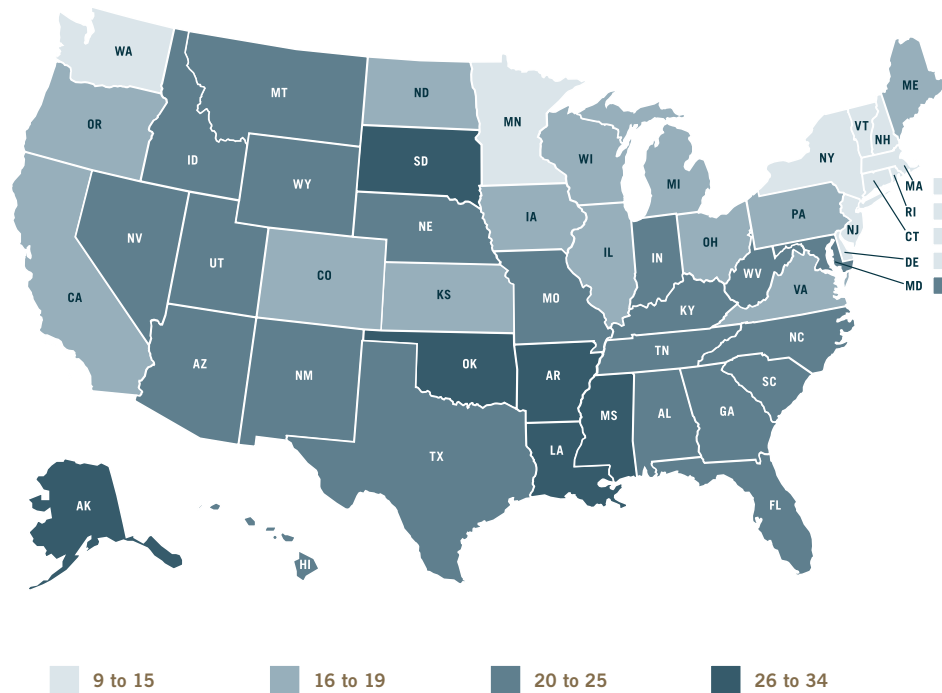 WA
MT
ND
MN
ME
OR
ID
SD
WI
VT
NH
NY
WY
MI
MA
RI
NV
NE
IA
PA
CT
NJ
UT
CO
IL
IN
OH
DE
CA
KS
MO
WV
VA
MD
KY
AZ
NM
OK
AR
TN
NC
SC
MS
AL
GA
TX
LA
AK
FL
HI
9 to 15
16 to 19
20 to 25
26 to 34